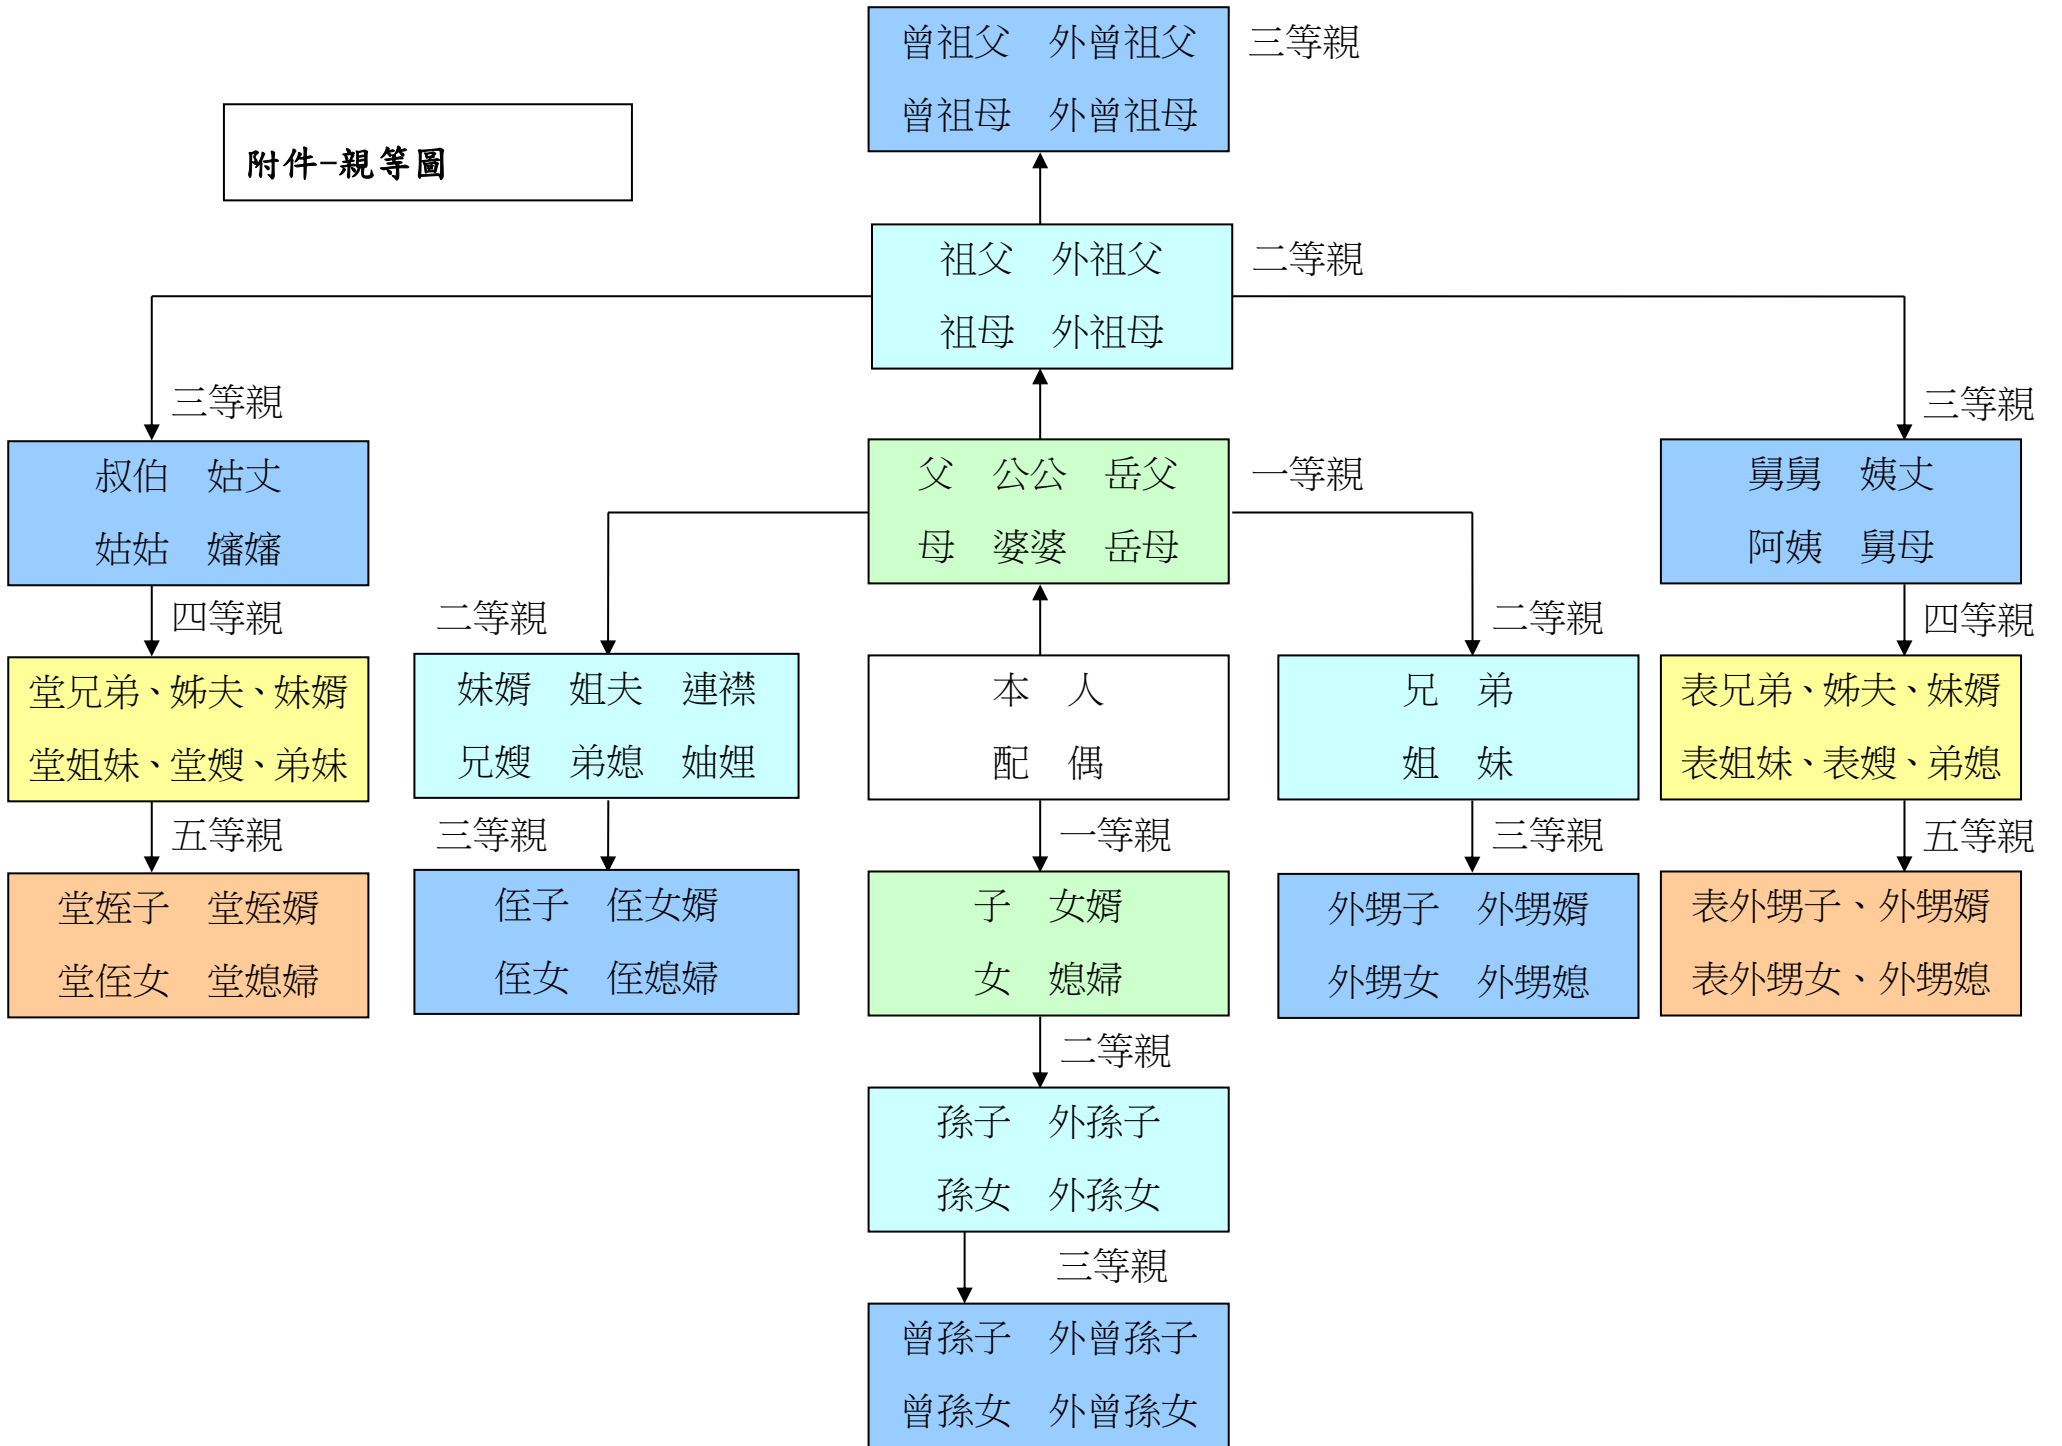 曾祖父　外曾祖父
曾祖母　外曾祖母
三等親
附件-親等圖
祖父　外祖父
祖母　外祖母
二等親
三等親
三等親
叔伯　姑丈
姑姑　嬸嬸
父　公公　岳父
母　婆婆　岳母
一等親
舅舅　姨丈
阿姨　舅母
四等親
二等親
二等親
四等親
堂兄弟、姊夫、妹婿
堂姐妹、堂嫂、弟妹
妹婿　姐夫　連襟
兄嫂　弟媳　妯娌
本　人
配　偶
兄　弟
姐　妹
表兄弟、姊夫、妹婿
表姐妹、表嫂、弟媳
五等親
三等親
一等親
三等親
五等親
堂姪子　堂姪婿
堂侄女　堂媳婦
侄子　侄女婿
侄女　侄媳婦
子　女婿
女　媳婦
外甥子　外甥婿
外甥女　外甥媳
表外甥子、外甥婿
表外甥女、外甥媳
二等親
孫子　外孫子
孫女　外孫女
三等親
曾孫子　外曾孫子
曾孫女　外曾孫女